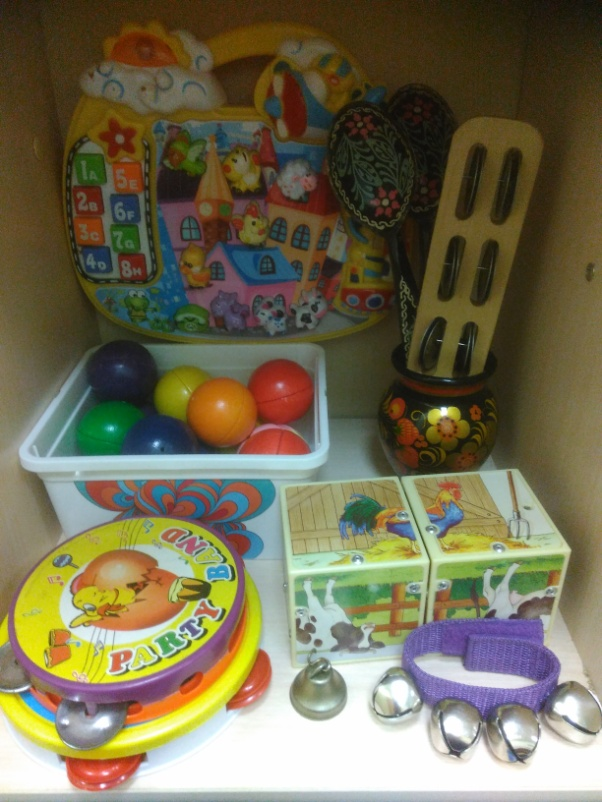 1A 5E
2B 6F
3C 7G
4D 8H
PARTY BAND